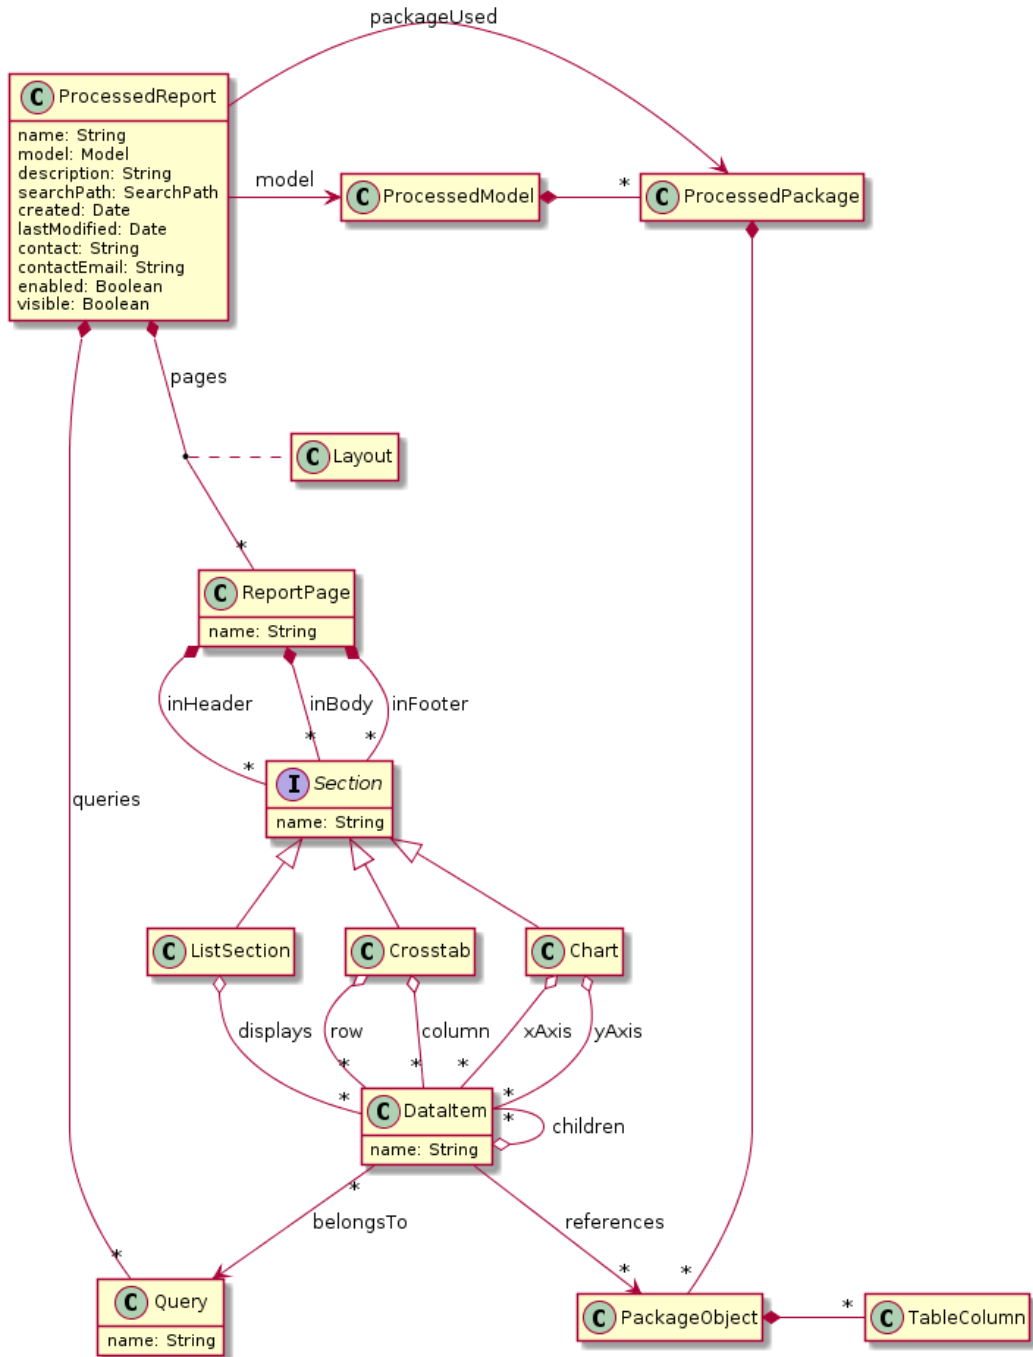 packageUsed
C ProcessedReport
name: String
model: Model
description: String
searchPath: SearchPath
created: Date
lastModified: Date
contact: String
contactEmail: String
enabled: Boolean
visible: Boolean
model
C ProcessedModel
*
C ProcessedPackage
pages
C Layout
*
C ReportPage
name: String
inHeader
inBody
inFooter
*
*
*
I Section
name: String
queries
C ListSection
C Crosstab
C Chart
displays
row
column
xAxis
yAxis
*
*
*
*
*
C DataItem
name: String
*
children
*
belongsTo
references
*
*
*
C Query
name: String
C PackageObject
*
C TableColumn